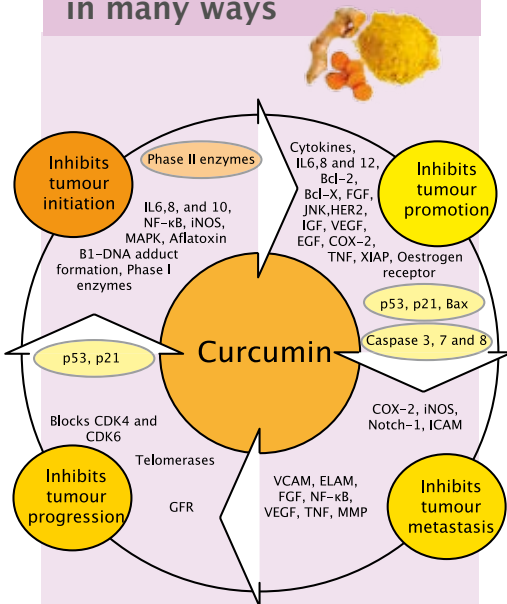 in many ways
Inhibits
tumour
initiation
Phase II enzymes
IL6,8, and 10,
NF-κB, iNOS,
MAPK, Aflatoxin
B1-DNA adduct
formation, Phase I
enzymes
Cytokines,
IL6,8 and 12,
Bcl-2,
Bcl-X, FGF,
JNK,HER2,
IGF, VEGF,
EGF, COX-2,
TNF, XIAP, Oestrogen
receptor
Inhibits
tumour
promotion
p53, p21, Bax
Caspase 3, 7 and 8
Curcumin
p53, p21
Blocks CDK4 and
CDK6
Telomerases
GFR
Inhibits
tumour
progression
COX-2, iNOS,
Notch-1, ICAM
VCAM, ELAM,
FGF, NF-κB,
VEGF, TNF, MMP
Inhibits
tumour
metastasis